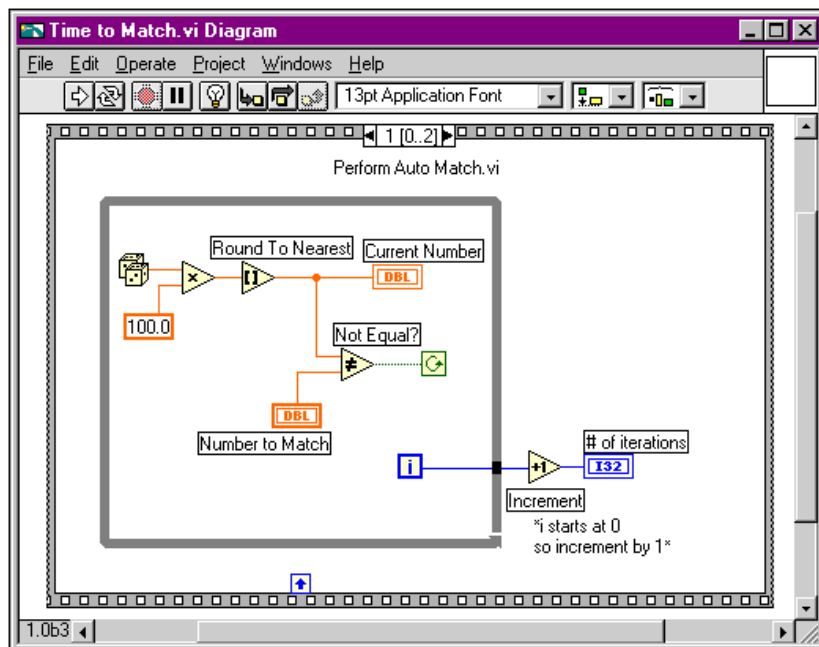 Time to Match.vi Diagram
File Edit Operate Project Windows Help
13pt Application Font
1 [0..2]
Perform Auto Match.vi
Round To Nearest
Current Number
DBL
100.0
Not Equal?
DBL
Number to Match
i
# of iterations
+1
I32
Increment
*i starts at 0
so increment by 1*
1.0b3